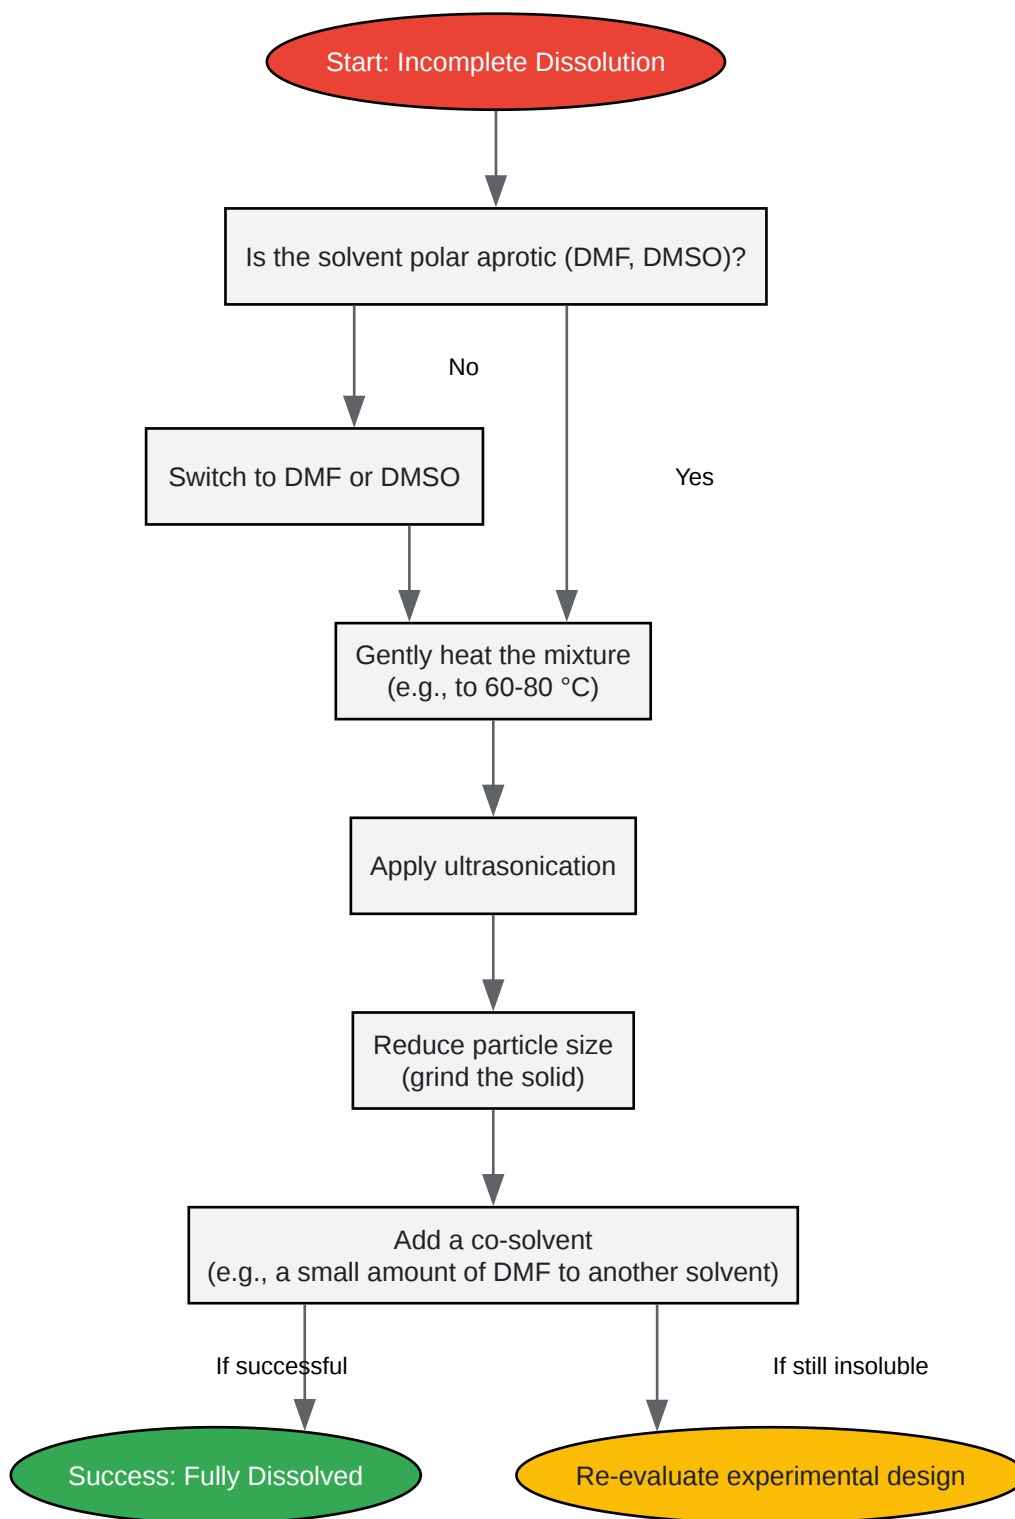 Start: Incomplete Dissolution
Is the solvent polar aprotic (DMF, DMSO)?
No
Switch to DMF or DMSO
Yes
Gently heat the mixture
(e.g., to 60-80 °C)
Apply ultrasonication
Reduce particle size
(grind the solid)
Add a co-solvent
(e.g., a small amount of DMF to another solvent)
If successful
If still insoluble
Success: Fully Dissolved
Re-evaluate experimental design